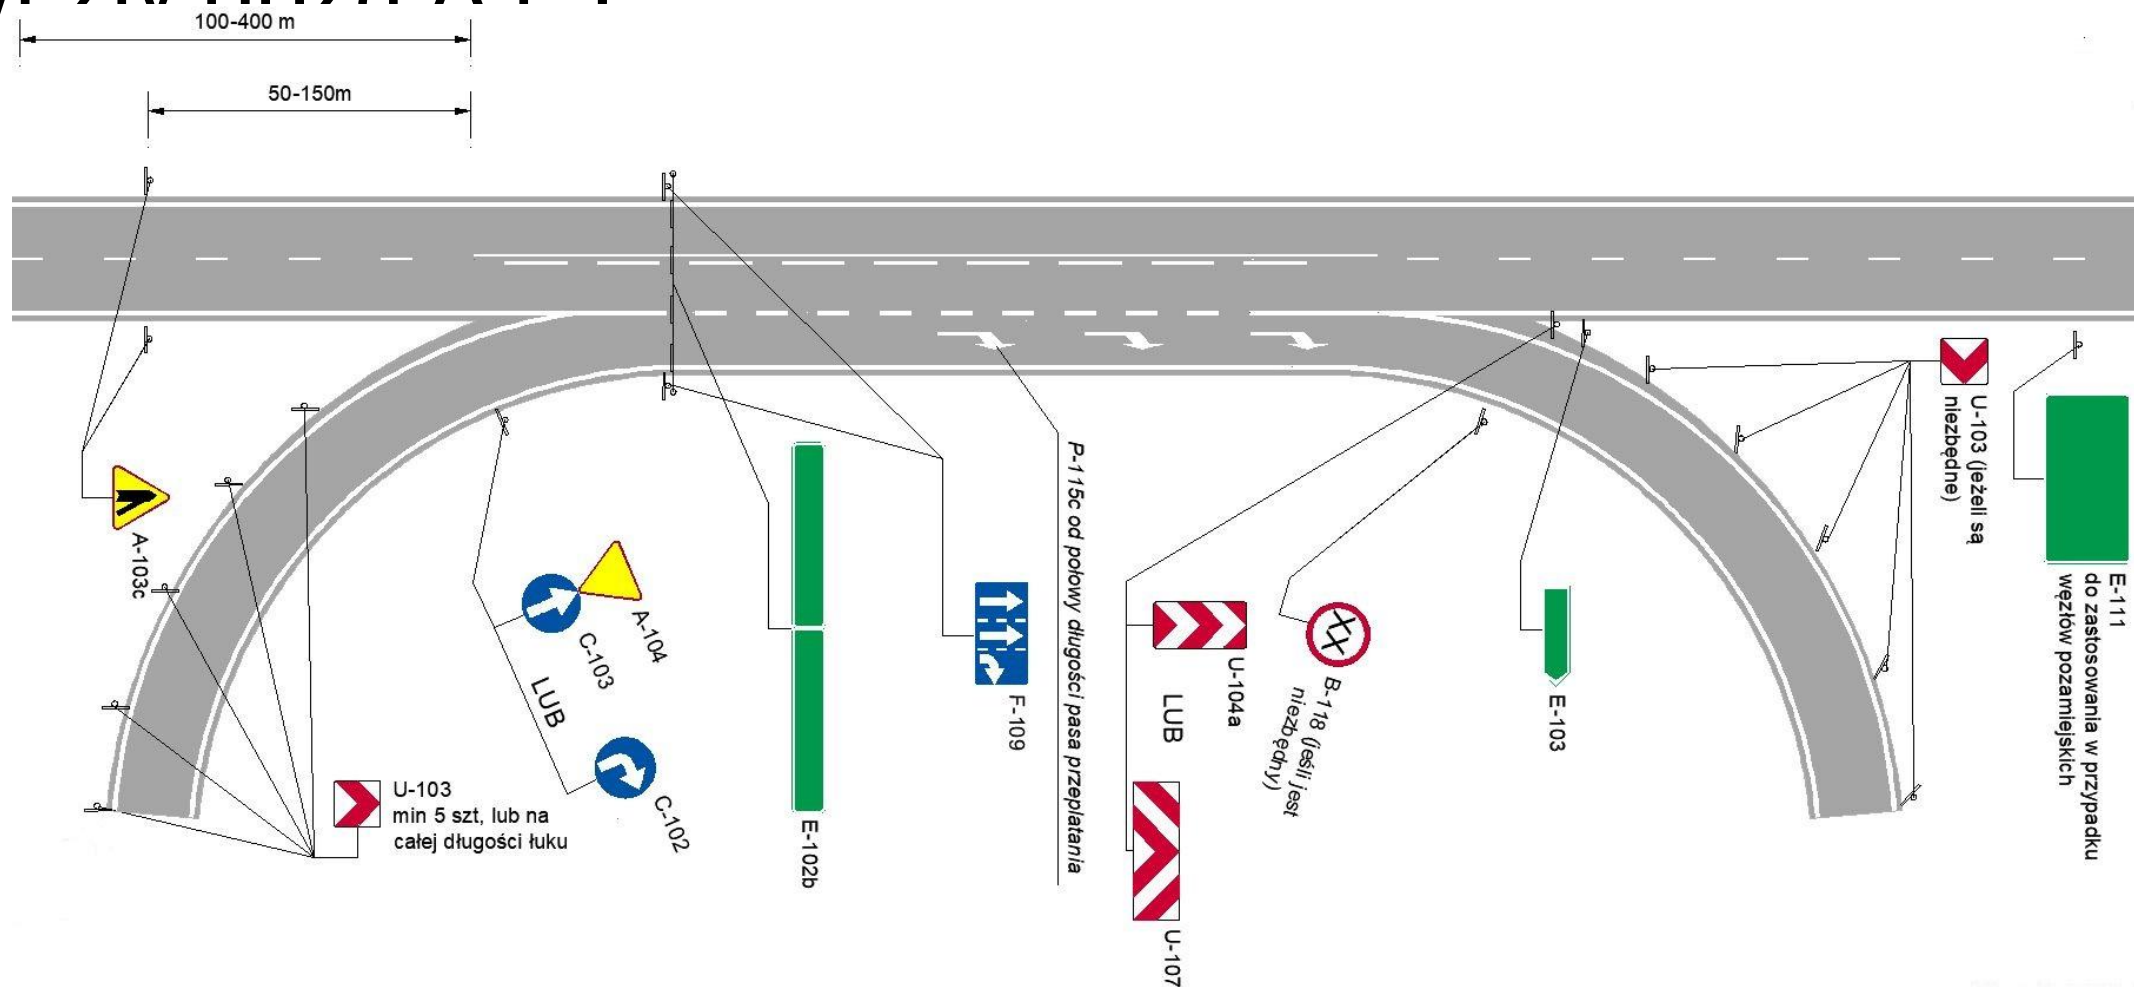 100-400 m
50-150m
A-103c
U-103
min 5 szt, lub na
całej długości łuku
A-104
C-103
LUB
C-102
E-102b
F-109
P-115c od połowy długości pasa przeplatania
U-104a
LUB
U-107
B-118 (jeśli jest
niezbędny)
E-103
U-103 (jeżeli są
niezbędne)
E-111
do zastosowania w przypadku
węzłów pozamiejskich